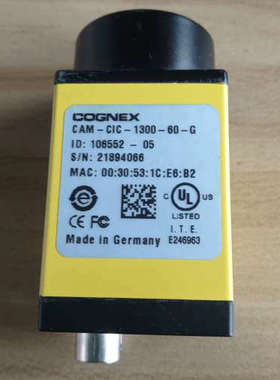 COGNEX
CAM-CIC-1300-60-G
ID: 106552 - 05
S/N: 21894066
MAC: 00:30:53:1C:E6:B2
C UL US
LISTED
I.T.E.
E246963
CE FC
Made in Germany